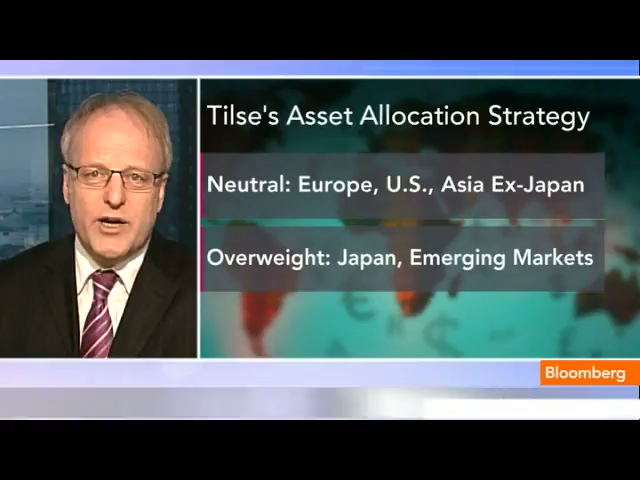 Tilse's Asset Allocation Strategy
Neutral: Europe, U.S., Asia Ex-Japan
Overweight: Japan, Emerging Markets
Bloomberg